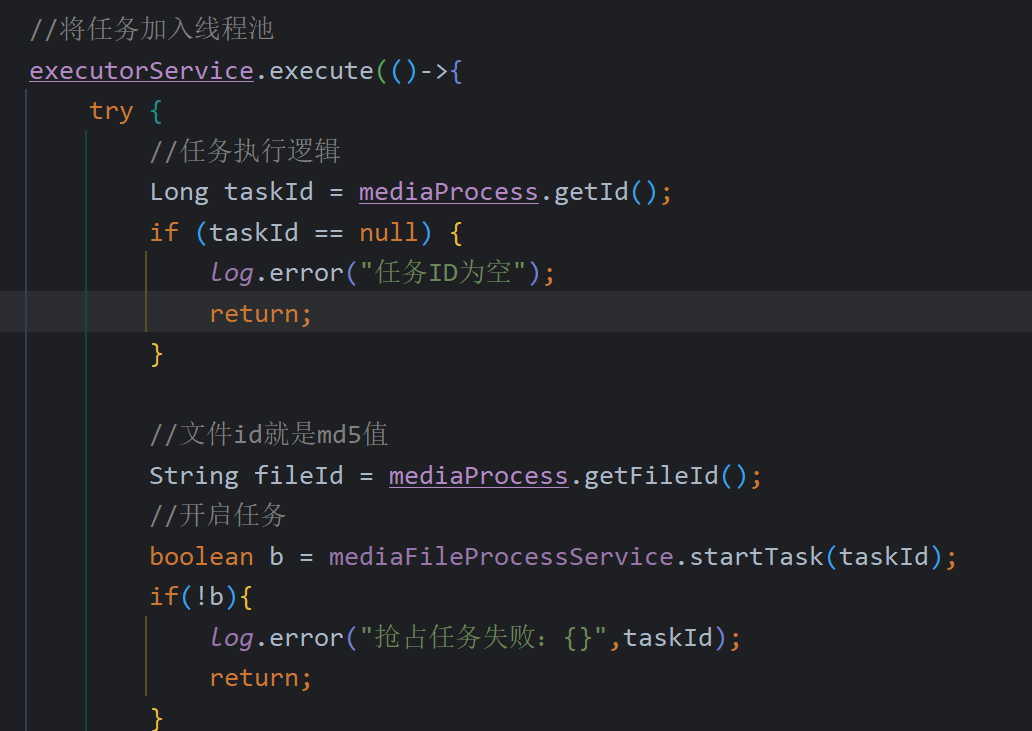 //将任务加入线程池
executorService.execute(()->{
try {
//任务执行逻辑
Long taskId = mediaProcess.getId();
if (taskId == null) {
log.error("任务ID为空");
return;
}
//文件id就是md5值
String fileId = mediaProcess.getFileId();
//开启任务
boolean b = mediaFileProcessService.startTask(taskId);
if(!b){
log.error("抢占任务失败：{}",taskId);
return;
}